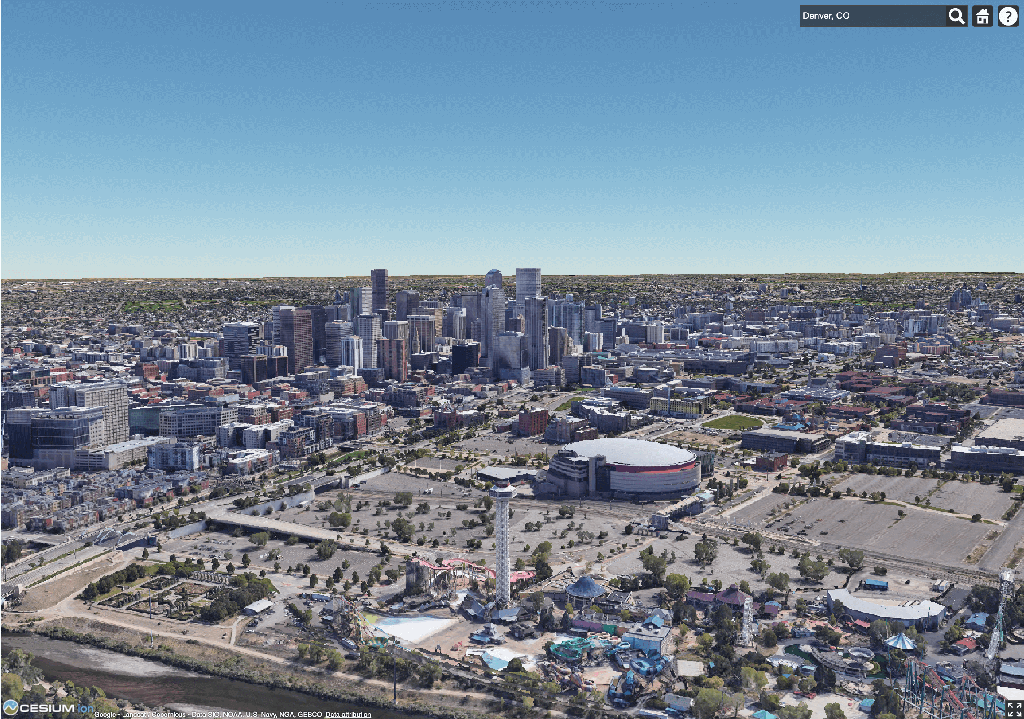 Denver, CO
?
CESIUM ion
Google • Landsat / Copernicus • Data SIO, NOAA, U.S. Navy, NGA, GEBCO Data attribution